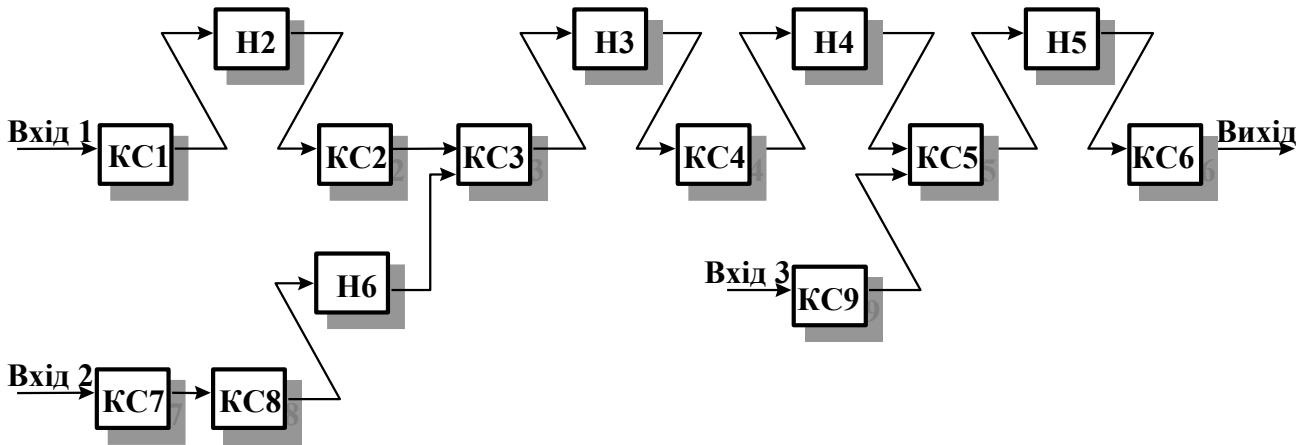 Н2 Н3 Н4 Н5
Вхід 1 КС1 КС2 КС3 КС4 КС5 КС6 Вихід
Н6 Вхід 3 КС9
Вхід 2 КС7 КС8